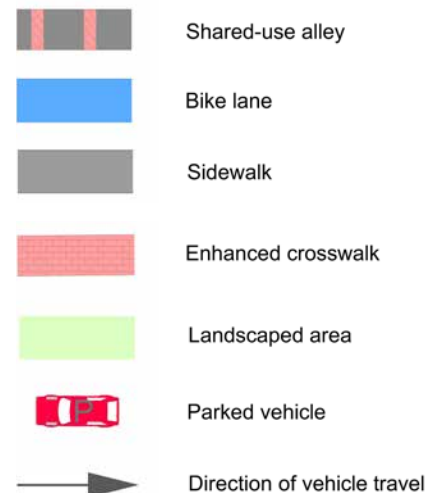 Shared-use alley
Bike lane
Sidewalk
Enhanced crosswalk
Landscaped area
P
Parked vehicle
Direction of vehicle travel